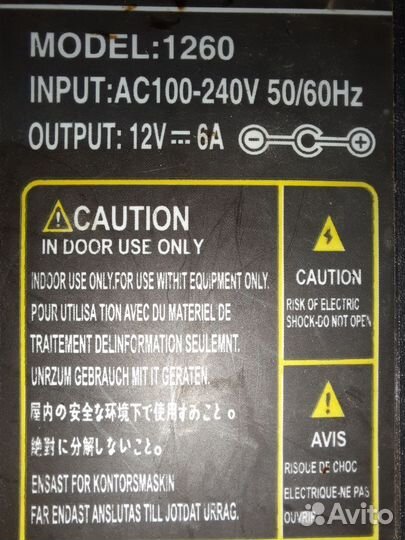 MODEL:1260
INPUT:AC100-240V 50/60Hz
OUTPUT: 12V⎓6A
CAUTION
IN DOOR USE ONLY
INDOOR USE ONLY.FOR USE WITHIT EQUIPMENT ONLY.
POUR UTILISA TION AVEC DU MATERIEL DE
TRAITEMENT DELINFORMATION SEULEMNT.
UNRZUM GEBRAUCH MIT IT GERATEN.
屋内の安全な环境下で使用すみこと。
绝對に分解しないこと。
ENSAST FOR KONTORSMASKIN
FAR ENDAST ANSLUTAS TILL JOTDAT URRAG.
CAUTION
RISK OF ELECTRIC
SHOCK-DO NOT OPEN
AVIS
RISQUE DE CHOC
ELECTRIQUE-NE PAS
OUVRIR
Avito